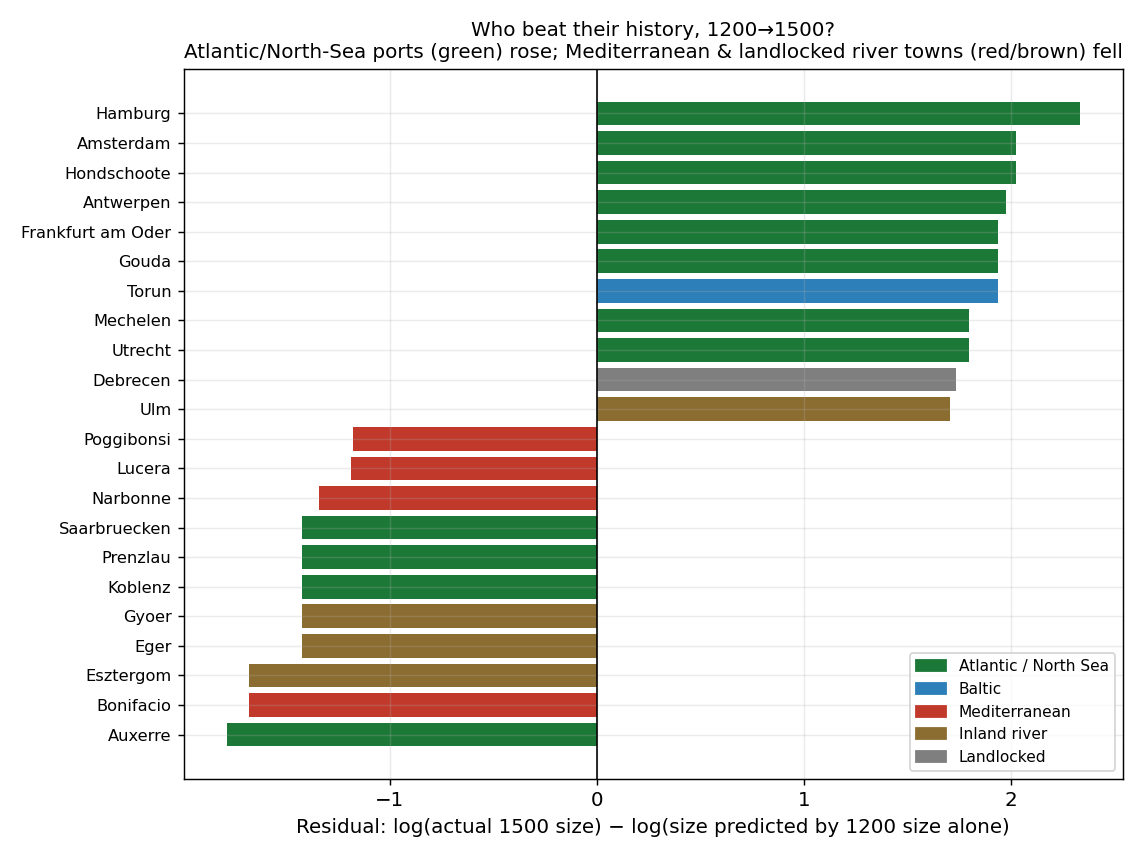 Who beat their history, 1200→1500?
Atlantic/North-Sea ports (green) rose; Mediterranean & landlocked river towns (red/brown) fell
Hamburg
Amsterdam
Hondschoote
Antwerpen
Frankfurt am Oder
Gouda
Torun
Mechelen
Utrecht
Debrecen
Ulm
Poggibonsi
Lucera
Narbonne
Saarbruecken
Prenzlau
Koblenz
Gyoer
Eger
Esztergom
Bonifacio
Auxerre
Atlantic / North Sea
Baltic
Mediterranean
Inland river
Landlocked
−1 0 1 2
Residual: log(actual 1500 size) − log(size predicted by 1200 size alone)